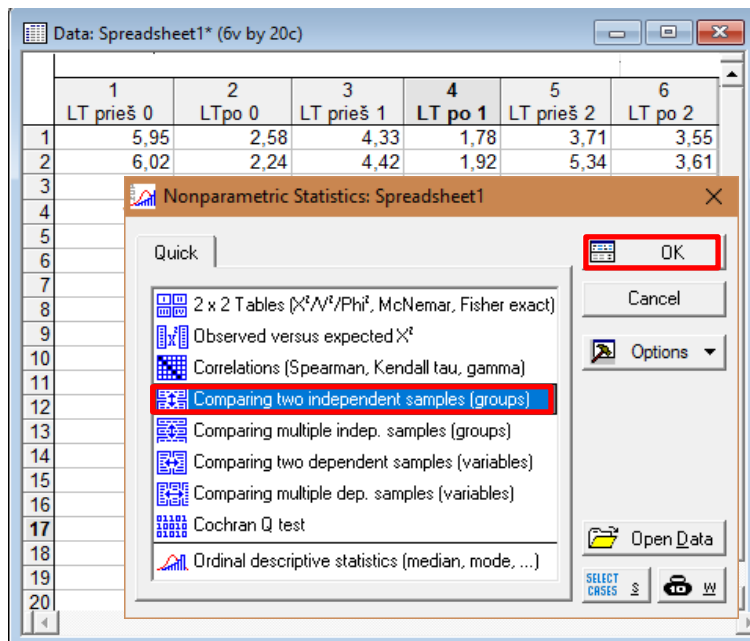 Data: Spreadsheet1* (6v by 20c)
1 2 3 4 5 6
LT prieš 0 LTpo 0 LT prieš 1 LT po 1 LT prieš 2 LT po 2
1 5,95 2,58 4,33 1,78 3,71 3,55
2 6,02 2,24 4,42 1,92 5,34 3,61
3
4
5
6
7
8
9
10
11
12
13
14
15
16
17
18
19
20
Nonparametric Statistics: Spreadsheet1
Quick
2 x 2 Tables (X²/V²/Phi², McNemar, Fisher exact)
Observed versus expected X²
Correlations (Spearman, Kendall tau, gamma)
Comparing two independent samples (groups)
Comparing multiple indep. samples (groups)
Comparing two dependent samples (variables)
Comparing multiple dep. samples (variables)
Cochran Q test
Ordinal descriptive statistics (median, mode, ...)
OK
Cancel
Options
Open Data
SELECT CASES S W